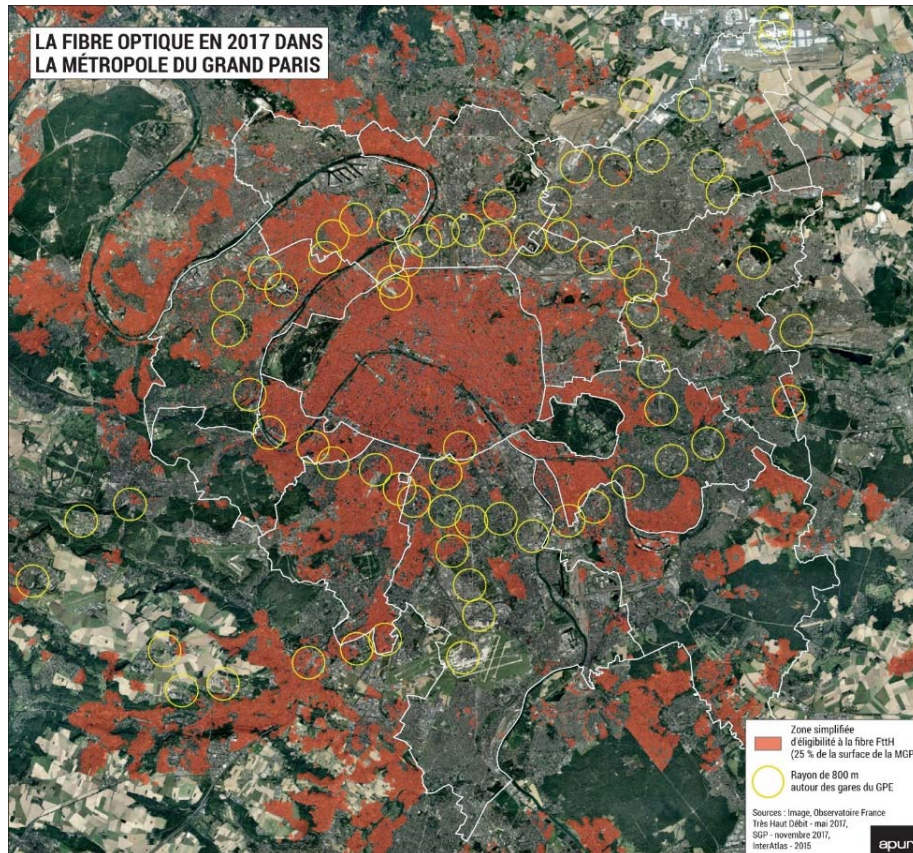 LA FIBRE OPTIQUE EN 2017 DANS
LA MÉTROPOLE DU GRAND PARIS
Zone simplifiée
d'éligibilité à la fibre FttH
(25 % de la surface de la MGP
Rayon de 800 m
autour des gares du GPE
Sources : Image, Observatoire France
Très Haut Débit - mai 2017,
SGP - novembre 2017,
InterAtlas - 2015
apur